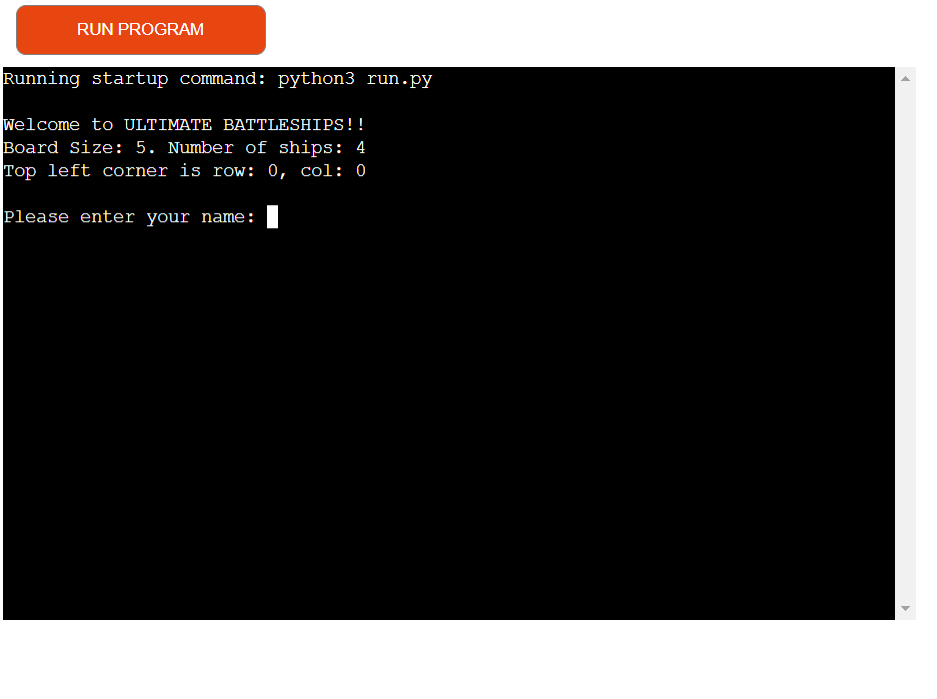 RUN PROGRAM
Running startup command: python3 run.py
Welcome to ULTIMATE BATTLESHIPS!!
Board Size: 5. Number of ships: 4
Top left corner is row: 0, col: 0
Please enter your name: